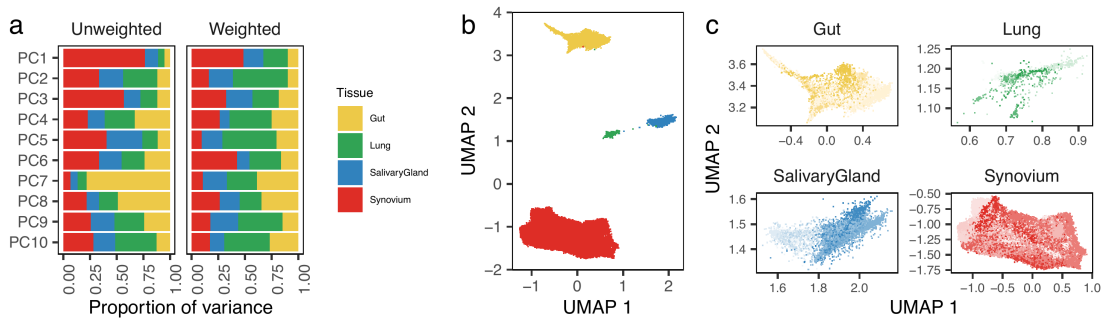 a
Unweighted Weighted
PC1
PC2
PC3
PC4
PC5
PC6
PC7
PC8
PC9
PC10
0.00 0.25 0.50 0.75 1.00 0.00 0.25 0.50 0.75 1.00
Proportion of variance
Tissue
Gut
Lung
SalivaryGland
Synovium
b
4
3
2
1
0
−1
−2
−1 0 1 2
UMAP 1
UMAP 2
c
Gut Lung
3.6
3.4
3.2
−0.4 0.0 0.4
1.25
1.20
1.15
1.10
0.6 0.7 0.8 0.9
SalivaryGland Synovium
1.6
1.5
1.4
1.6 1.8 2.0
−0.50
−0.75
−1.00
−1.25
−1.50
−1.75
−1.0 −0.5 0.0 0.5 1.0
UMAP 1
UMAP 2